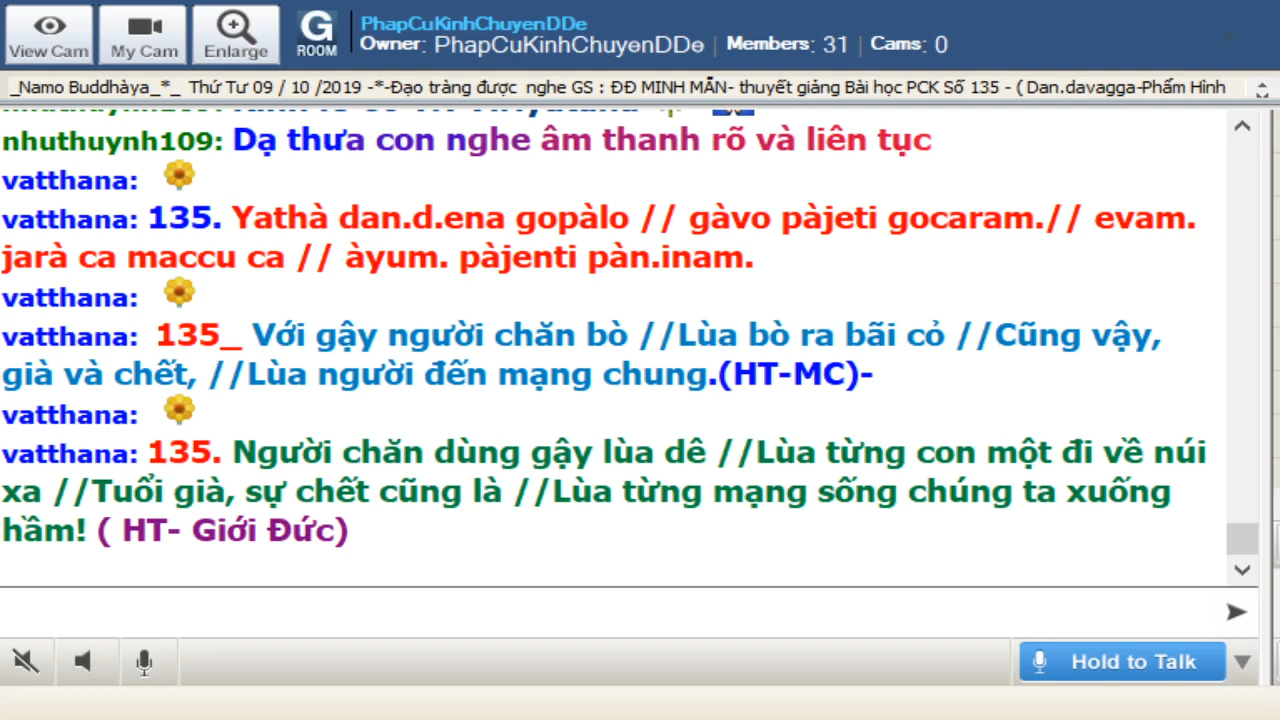 View Cam
My Cam
Enlarge
G
ROOM
PhapCuKinhChuyenDDe
Owner: PhapCuKinhChuyenDDe | Members: 31 | Cams: 0
_Namo Buddhàya_*_ Thứ Tư 09 / 10 /2019 -*-Đạo tràng được nghe GS : ĐĐ MINH MẪN- thuyết giảng Bài học PCK Số 135 - ( Dan.davagga-Phẩm Hình
nhuthuynh109: Dạ thưa con nghe âm thanh rõ và liên tục
vatthana:
vatthana: 135. Yathà dan.d.ena gopàlo // gàvo pàjeti gocaram.// evam.
jarà ca maccu ca // àyum. pàjenti pàn.inam.
vatthana:
vatthana: 135_ Với gậy người chăn bò //Lùa bò ra bãi cỏ //Cũng vậy,
già và chết, //Lùa người đến mạng chung.(HT-MC)-
vatthana:
vatthana: 135. Người chăn dùng gậy lùa dê //Lùa từng con một đi về núi
xa //Tuổi già, sự chết cũng là //Lùa từng mạng sống chúng ta xuống
hầm! ( HT- Giới Đức)
Hold to Talk